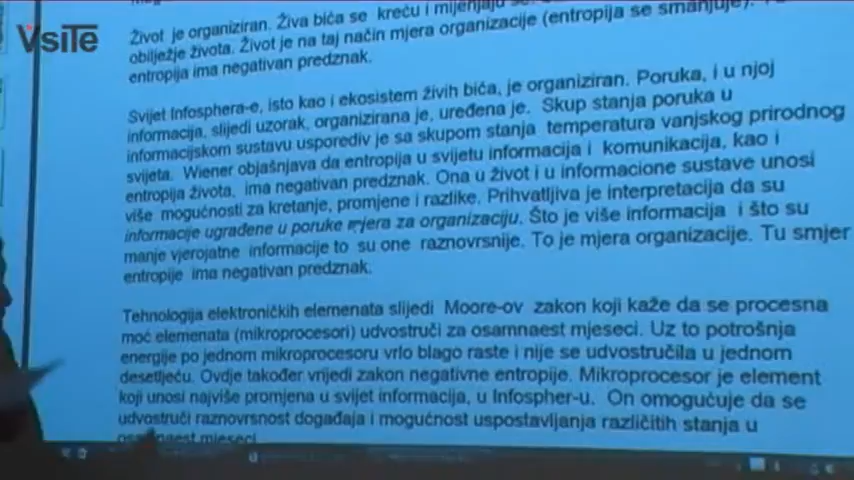 VsiTe
Život je organiziran. Živa bića se kreću i mijenjaju
obilježje života. Život je na taj način mjera organizacije (entropija se smanjuje).
entropija ima negativan predznak.
Svijet Infosphera-e, isto kao i ekosistem živih bića, je organiziran. Poruka, i u njoj
informacija, slijedi uzorak, organizirana je, uređena je. Skup stanja poruka u
informacijskom sustavu usporediv je sa skupom stanja temperatura vanjskog prirodnog
svijeta. Wiener objašnjava da entropija u svijetu informacija i komunikacija, kao i
entropija života, ima negativan predznak. Ona u život i u informacione sustave unosi
više mogućnosti za kretanje, promjene i razlike. Prihvatljiva je interpretacija da su
informacije ugrađene u poruke mjera za organizaciju. Što je više informacija i što su
manje vjerojatne informacije to su one raznovrsnije. To je mjera organizacije. Tu smjer
entropije ima negativan predznak.
Tehnologija elektroničkih elemenata slijedi Moore-ov zakon koji kaže da se procesna
moć elemenata (mikroprocesori) udvostruči za osamnaest mjeseci. Uz to potrošnja
energije po jednom mikroprocesoru vrlo blago raste i nije se udvostručila u jednom
desetljeću. Ovdje također vrijedi zakon negativne entropije. Mikroprocesor je element
koji unosi najviše promjena u svijet informacija, u Infospher-u. On omogućuje da se
udvostruči raznovrsnost događaja i mogućnost uspostavljanja različitih stanja u
osamnaest mjeseci